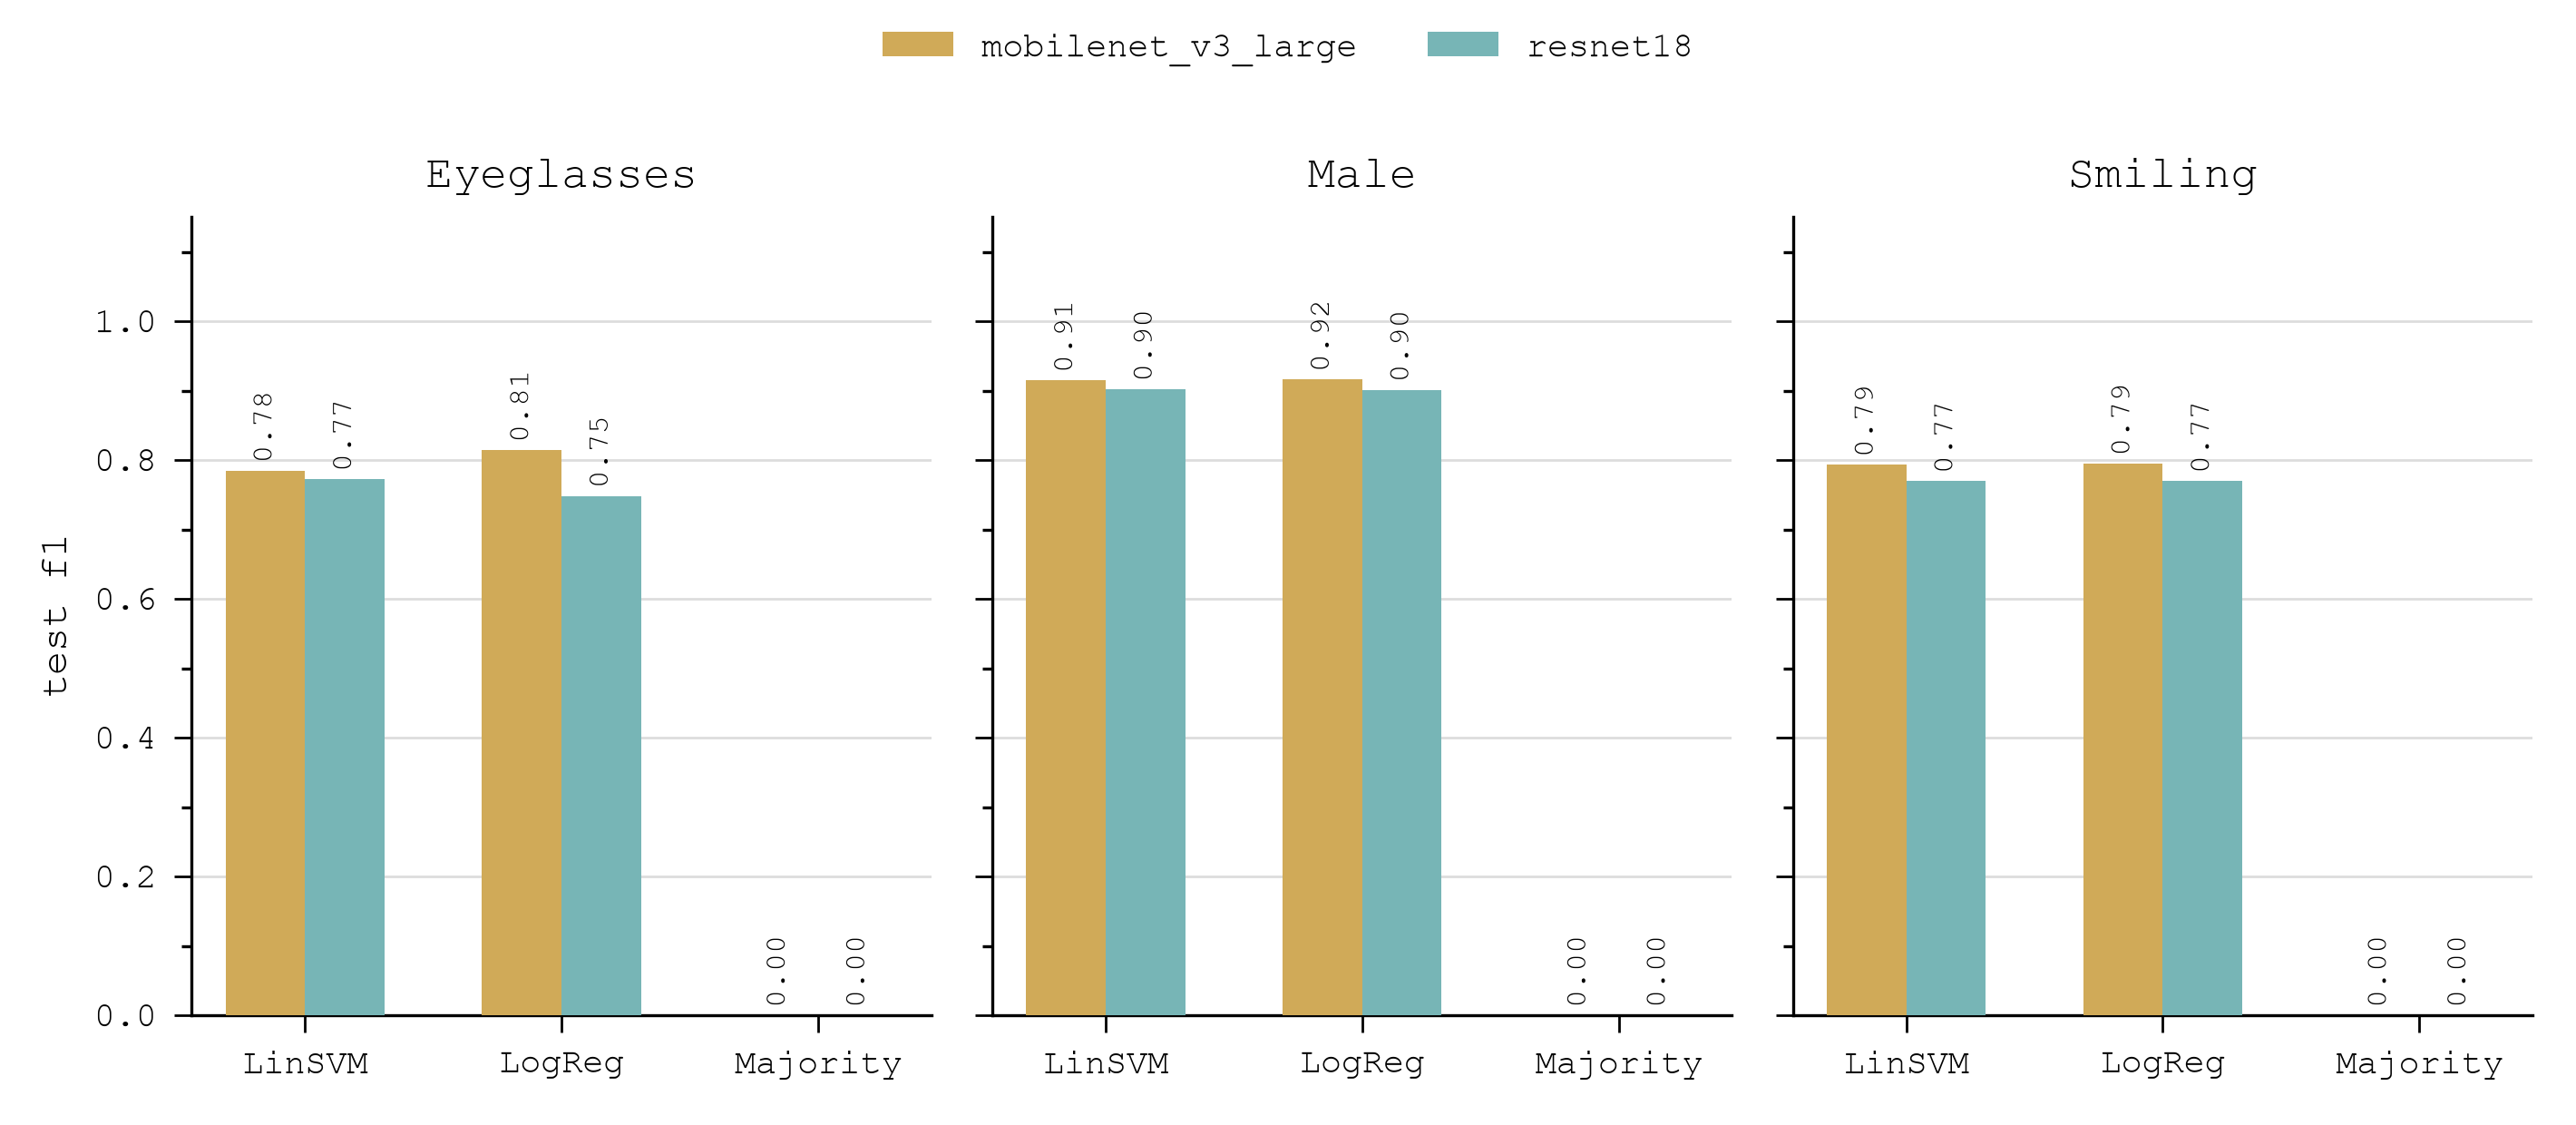 mobilenet_v3_large resnet18
Eyeglasses Male Smiling
test f1
1.0
0.8
0.6
0.4
0.2
0.0
0.78 0.77 0.81 0.75 0.00 0.00
0.91 0.90 0.92 0.90 0.00 0.00
0.79 0.77 0.79 0.77 0.00 0.00
LinSVM LogReg Majority
LinSVM LogReg Majority
LinSVM LogReg Majority